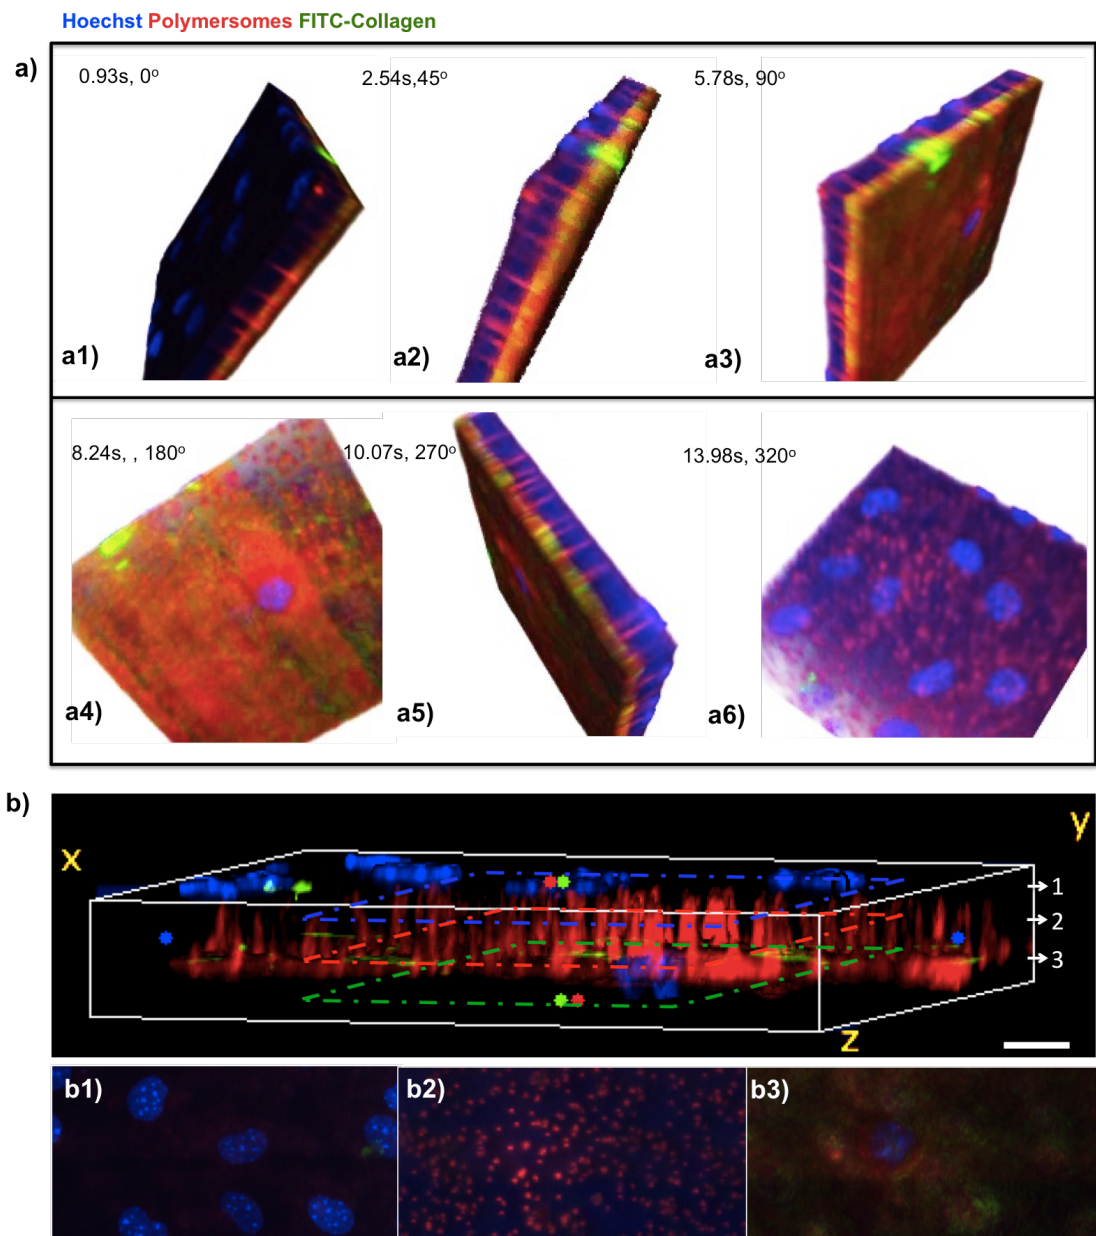 Hoechst Polymersomes FITC-Collagen
a)
0.93s, 0º
2.54s,45º
5.78s, 90º
a1)
a2)
a3)
8.24s, , 180º
10.07s, 270º
13.98s, 320º
a4)
a5)
a6)
b)
X
y
1
2
3
Z
b1)
b2)
b3)